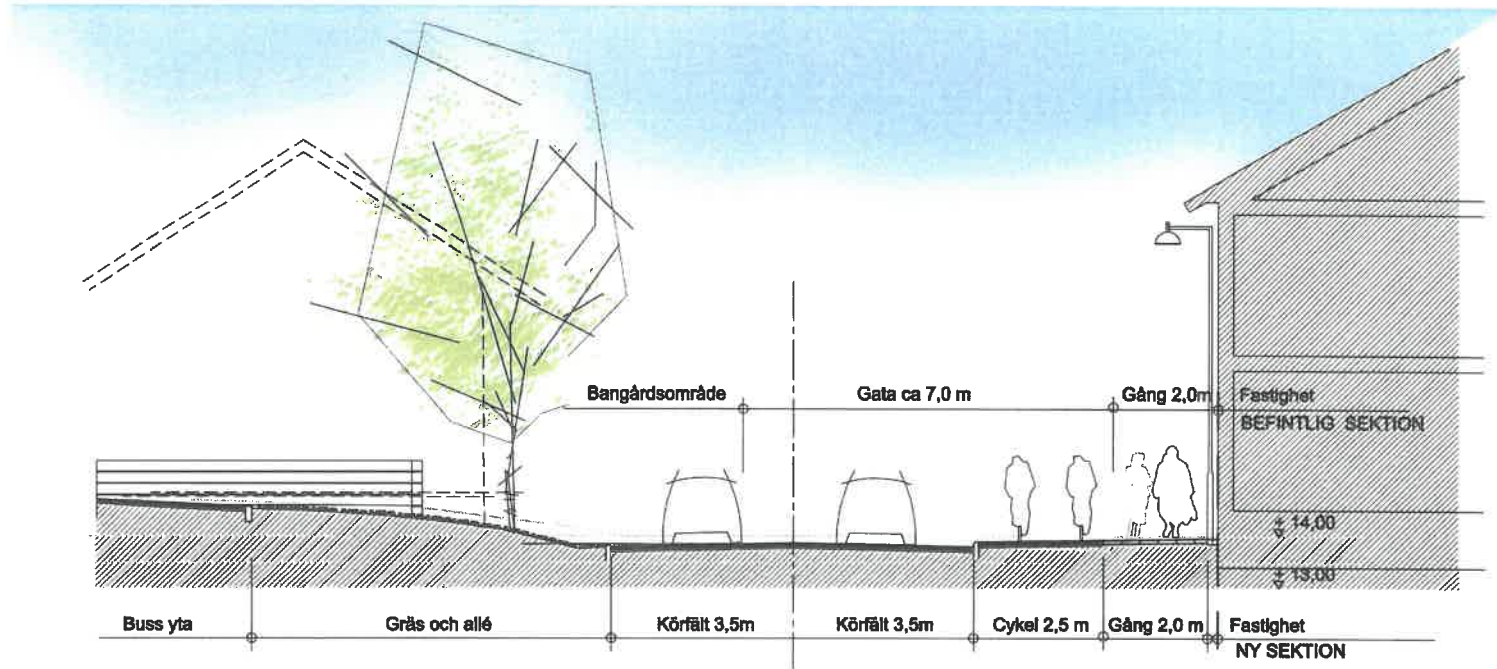 Bangårdsområde Gata ca 7,0 m Gång 2,0m Fastighet
BEFINTLIG SEKTION
+ 14,00
+ 13,00
Buss yta Gräs och allé Körfält 3,5m Körfält 3,5m Cykel 2,5 m Gång 2,0 m Fastighet
NY SEKTION